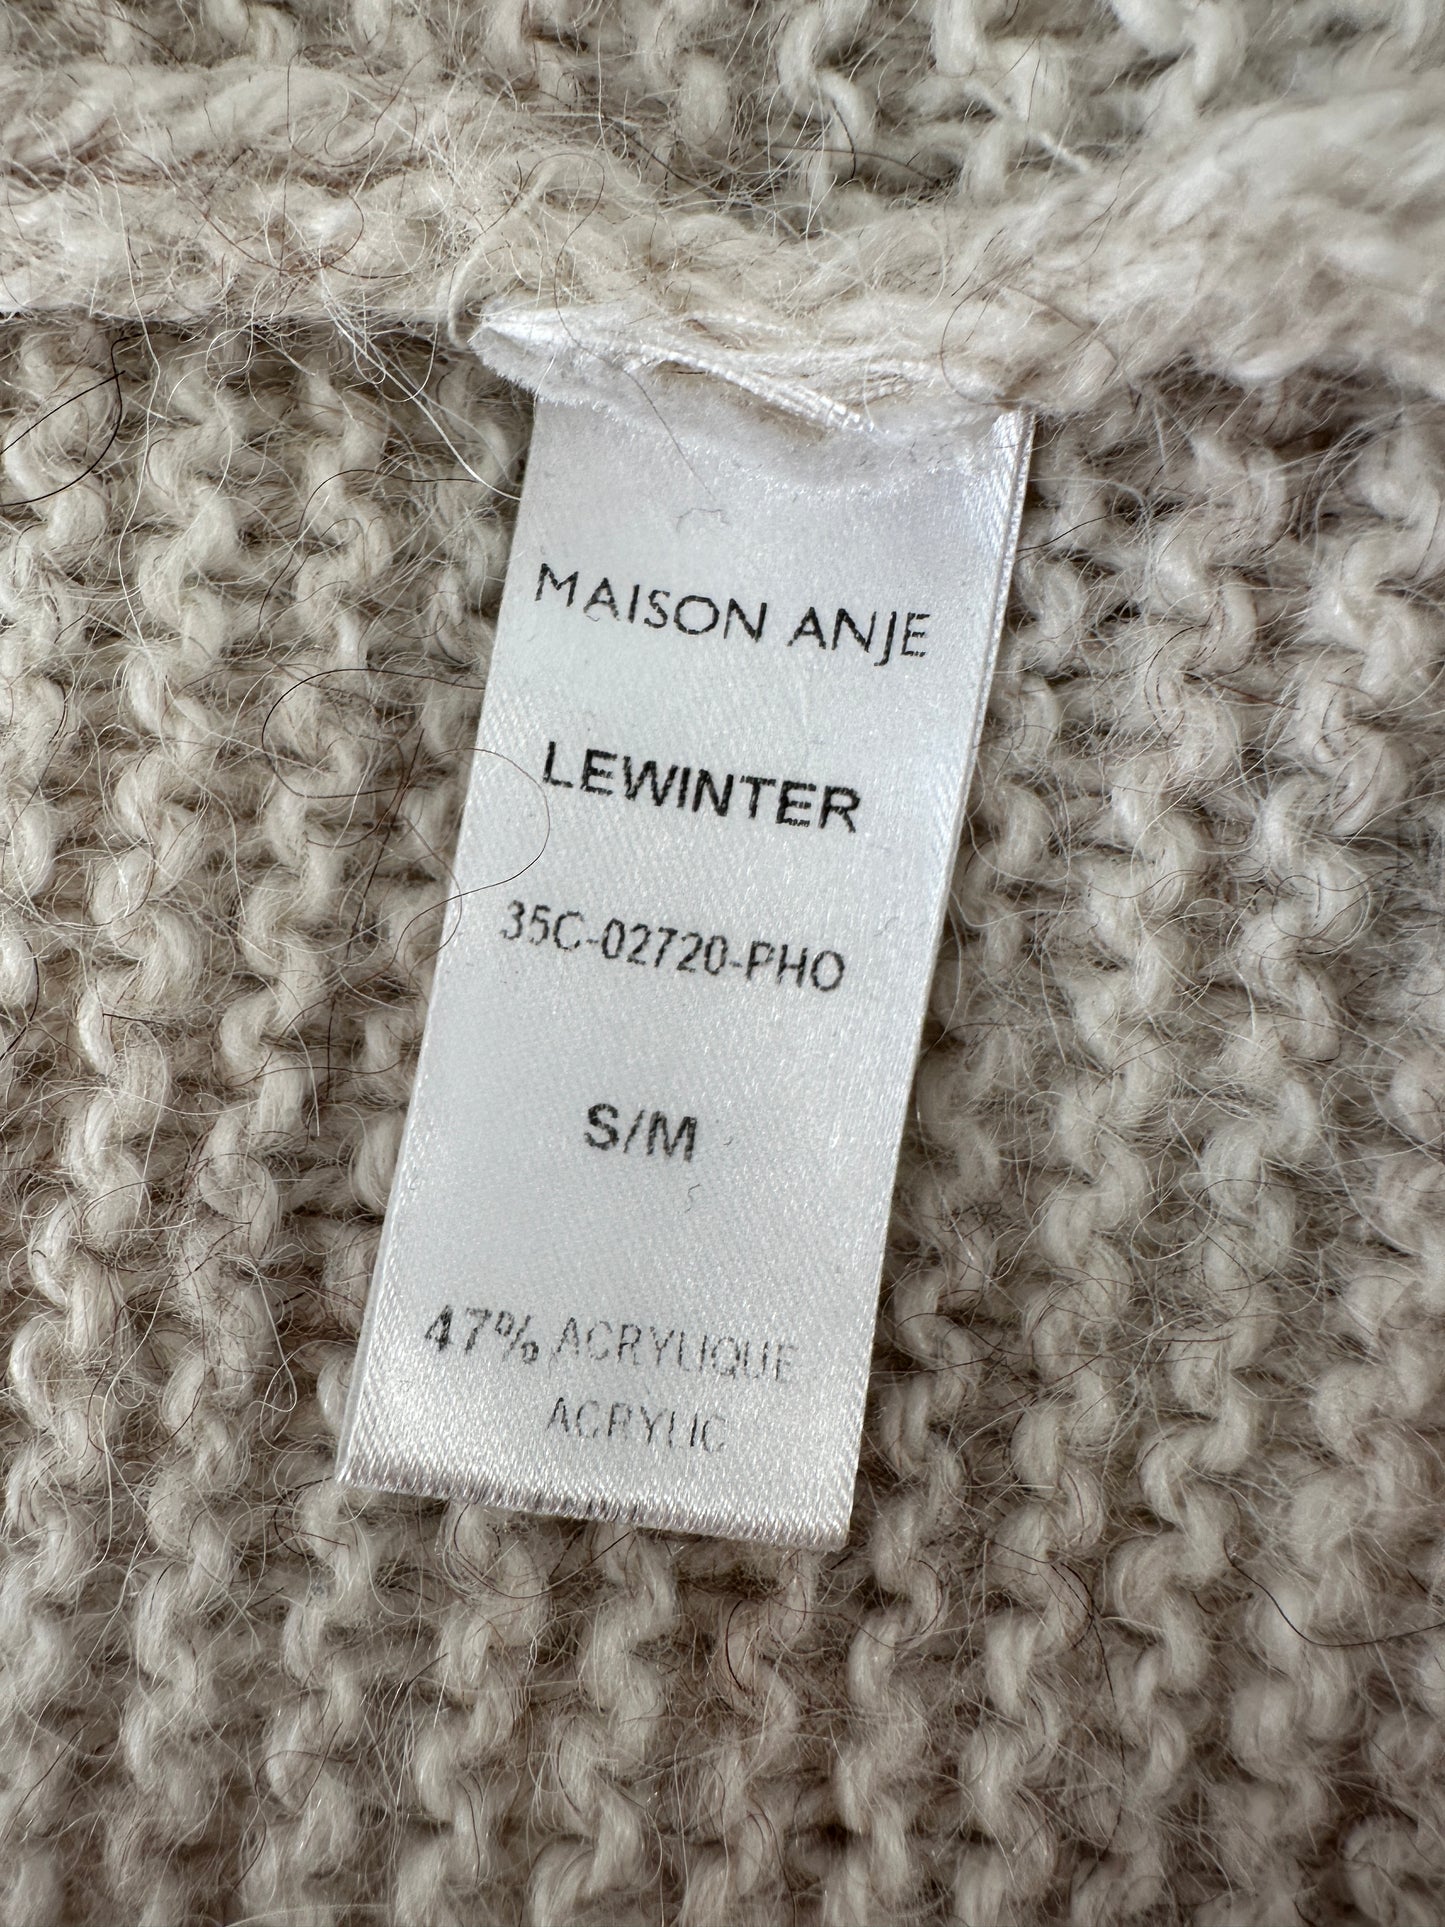 MAISON ANJE
LEWINTER
35C-02720-PHO
S/M
47% ACRYLIQUE
ACRYLIC